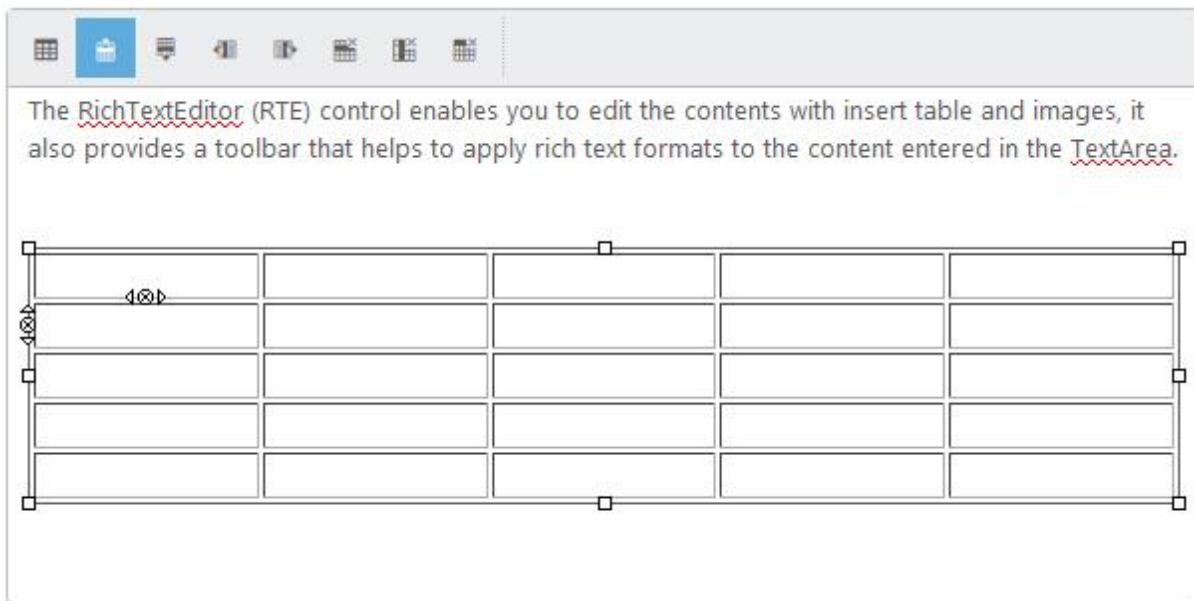 The RichTextEditor (RTE) control enables you to edit the contents with insert table and images, it
also provides a toolbar that helps to apply rich text formats to the content entered in the TextArea.